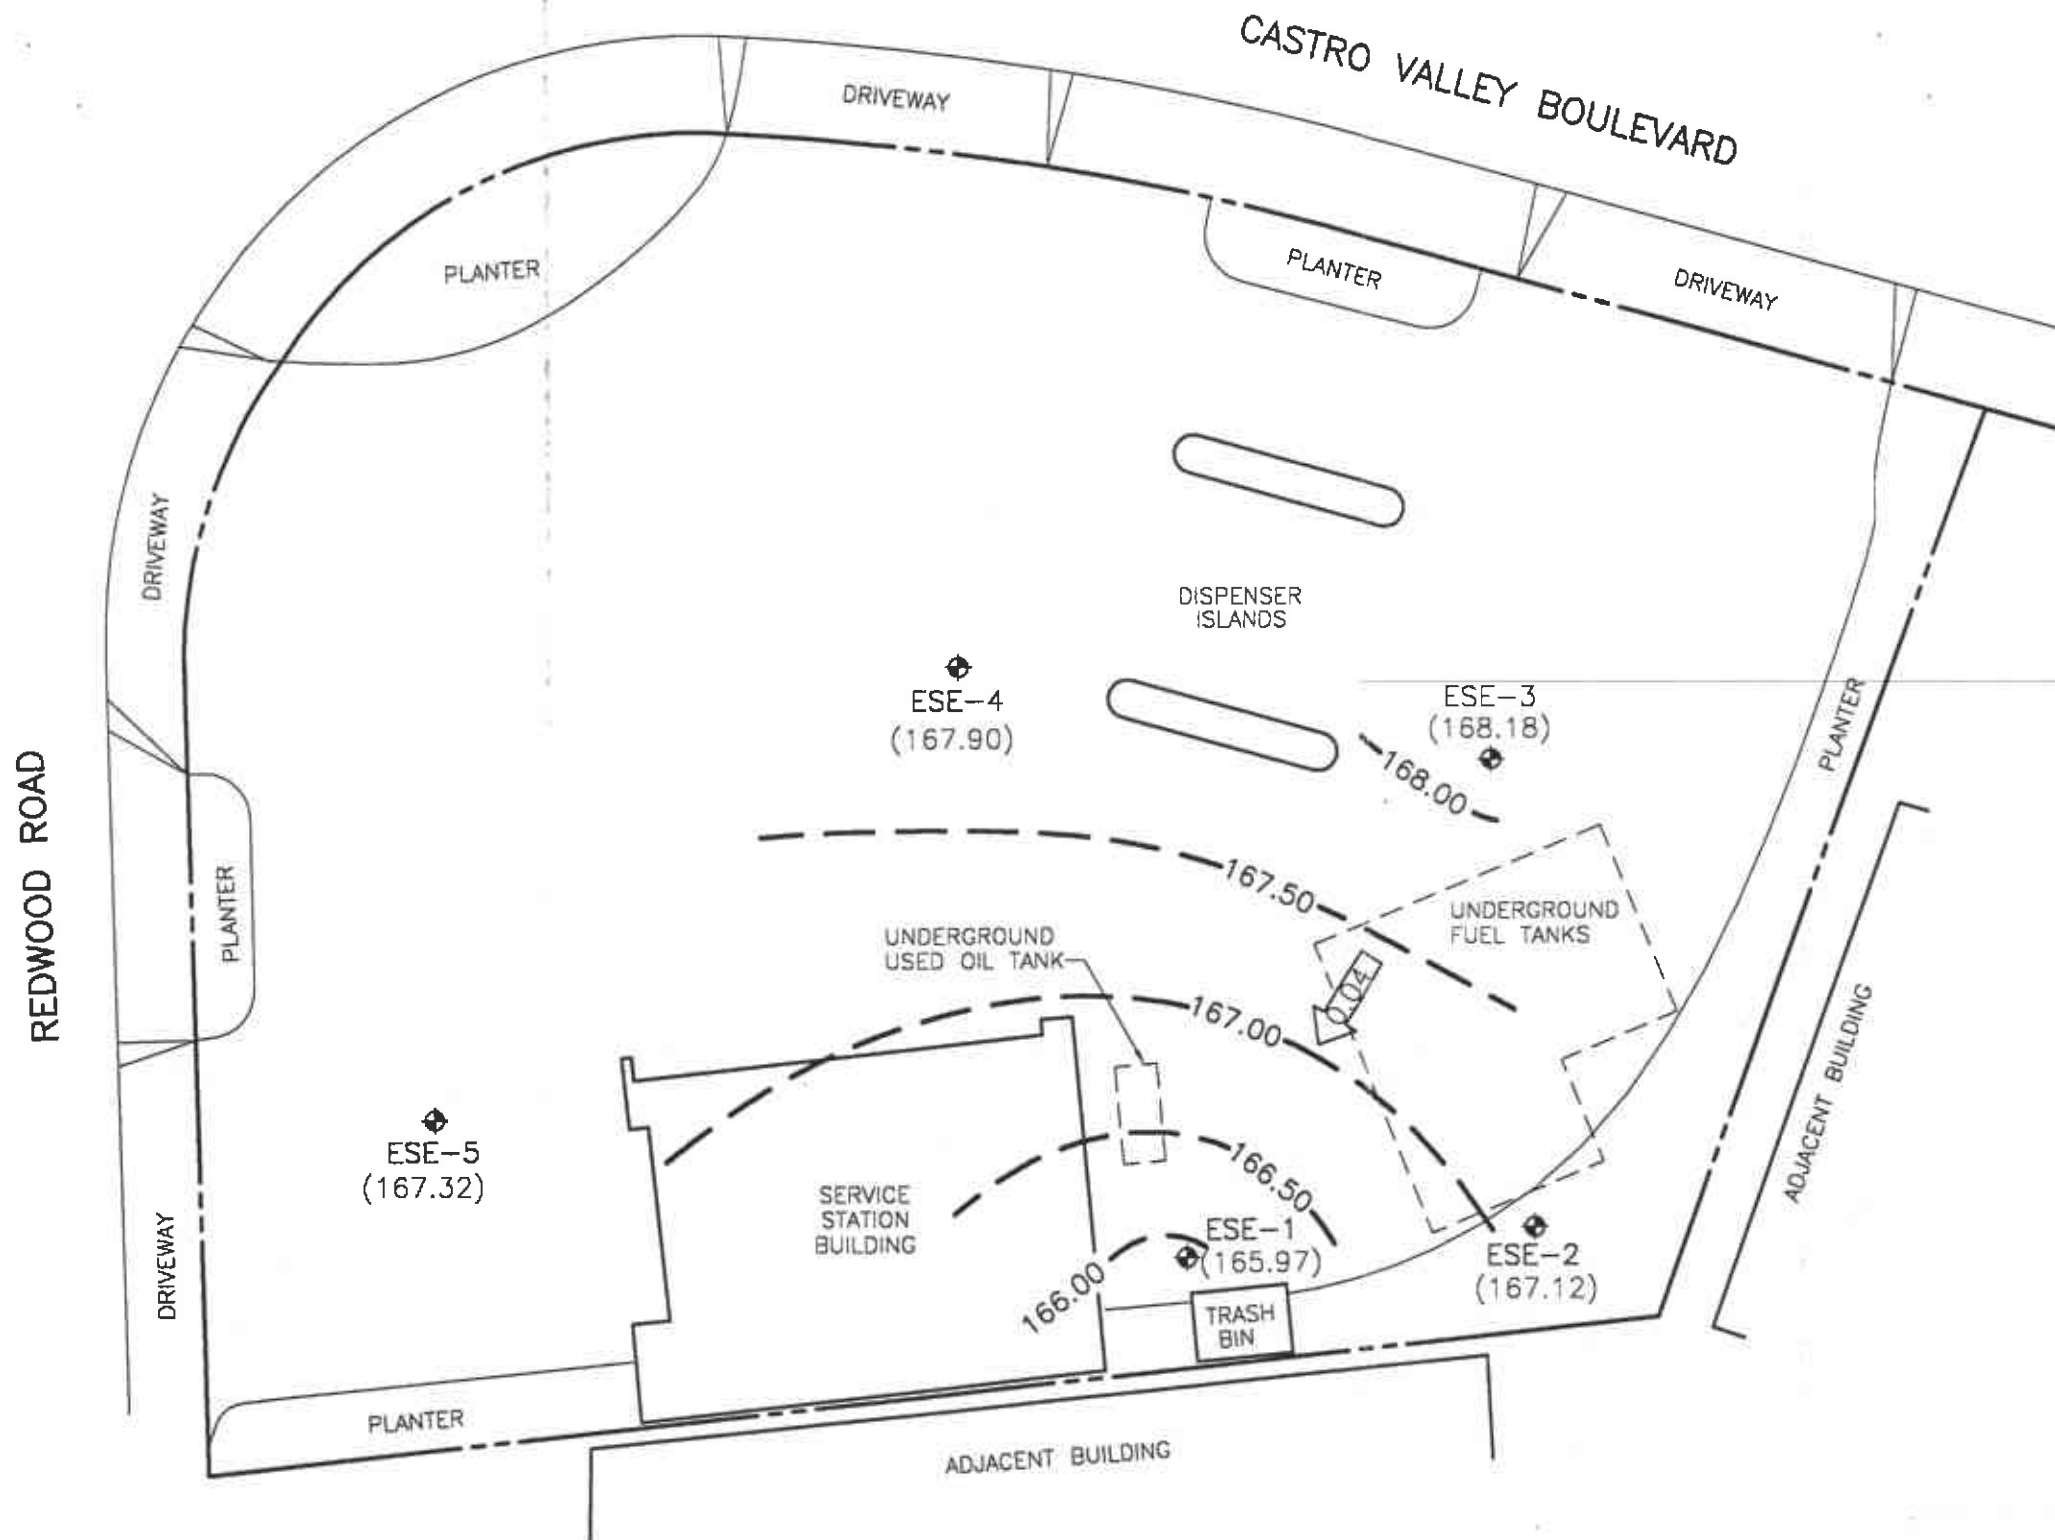 CASTRO VALLEY BOULEVARD
DRIVEWAY
PLANTER
PLANTER
DRIVEWAY
DRIVEWAY
DISPENSER
ISLANDS
ESE-4
(167.90)
ESE-3
(168.18)
PLANTER
168.00
REDWOOD ROAD
PLANTER
167.50
UNDERGROUND
FUEL TANKS
UNDERGROUND
USED OIL TANK
0.04
167.00
ADJACENT BUILDING
ESE-5
(167.32)
166.50
SERVICE
STATION
BUILDING
ESE-1
(165.97)
ESE-2
(167.12)
DRIVEWAY
166.00
TRASH
BIN
PLANTER
ADJACENT BUILDING